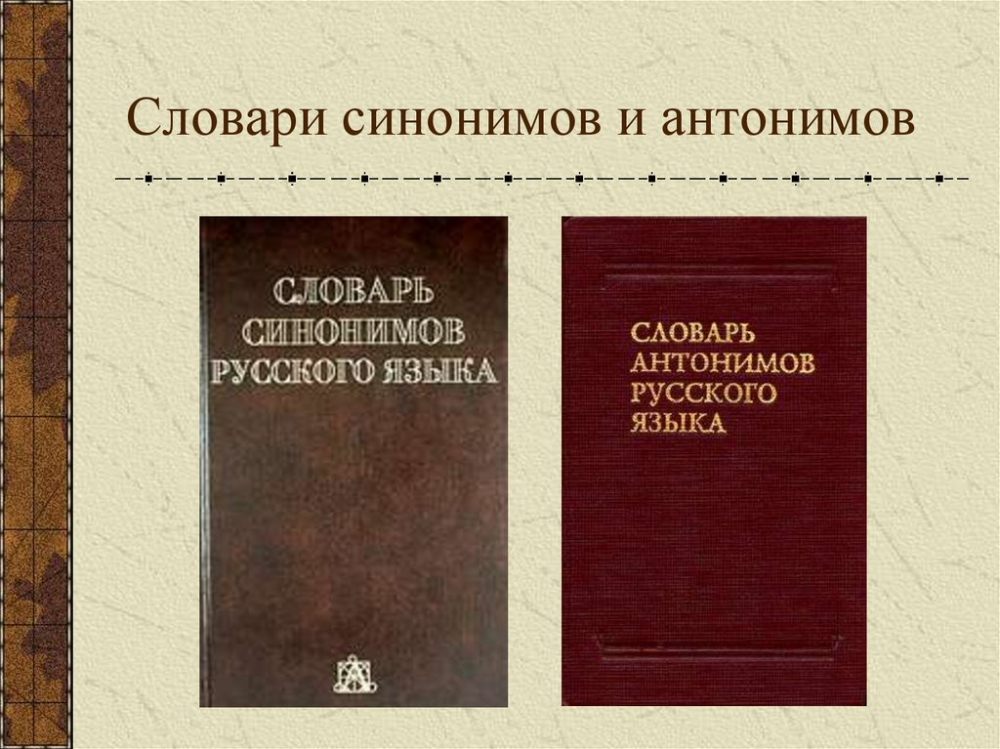 Словари синонимов и антонимов
СЛОВАРЬ
СИНОНИМОВ
РУССКОГО ЯЗЫКА
СЛОВАРЬ
АНТОНИМОВ
РУССКОГО
ЯЗЫКА